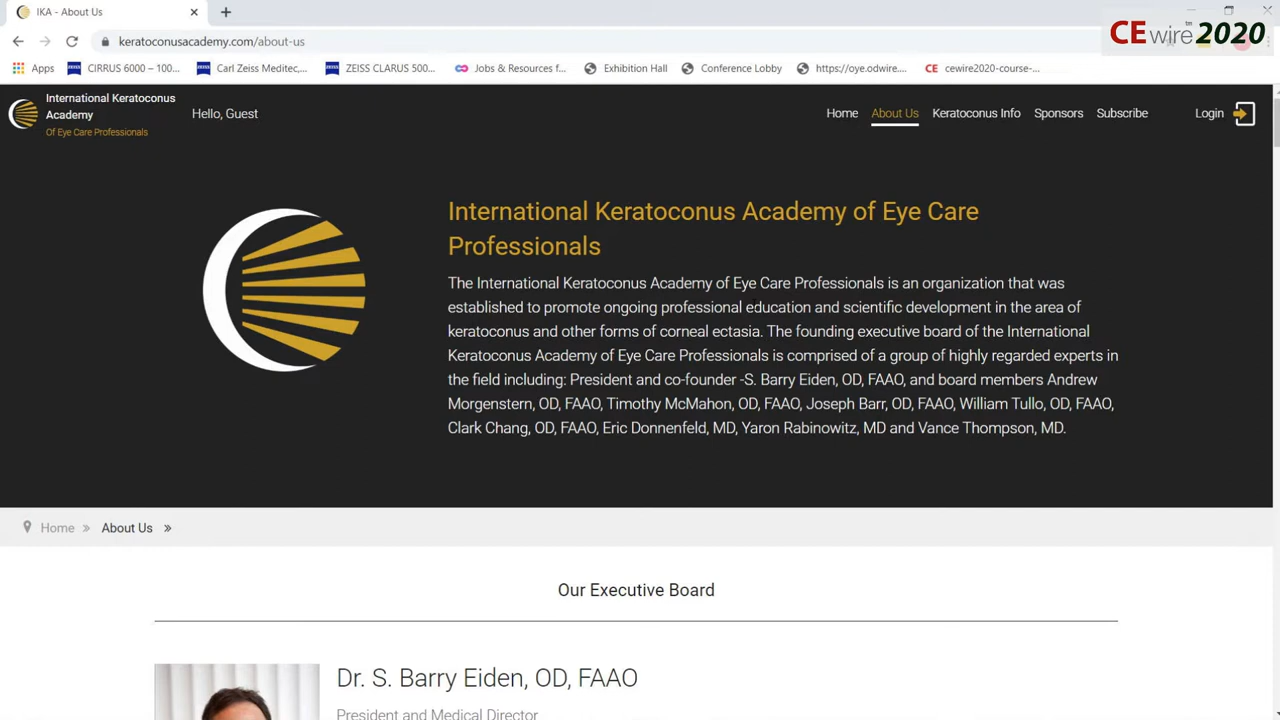 IKA - About Us
CEwire2020
™
keratoconusacademy.com/about-us
Apps
CIRRUS 6000 – 100...
Carl Zeiss Meditec,...
ZEISS CLARUS 500...
Jobs & Resources f...
Exhibition Hall
Conference Lobby
https://oye.odwire....
CE cewire2020-course-...
International Keratoconus
Academy
Of Eye Care Professionals
Hello, Guest
Home
About Us
Keratoconus Info
Sponsors
Subscribe
Login
International Keratoconus Academy of Eye Care
Professionals
The International Keratoconus Academy of Eye Care Professionals is an organization that was
established to promote ongoing professional education and scientific development in the area of
keratoconus and other forms of corneal ectasia. The founding executive board of the International
Keratoconus Academy of Eye Care Professionals is comprised of a group of highly regarded experts in
the field including: President and co-founder -S. Barry Eiden, OD, FAAO, and board members Andrew
Morgenstern, OD, FAAO, Timothy McMahon, OD, FAAO, Joseph Barr, OD, FAAO, William Tullo, OD, FAAO,
Clark Chang, OD, FAAO, Eric Donnenfeld, MD, Yaron Rabinowitz, MD and Vance Thompson, MD.
Home » About Us »
Our Executive Board
Dr. S. Barry Eiden, OD, FAAO
President and Medical Director